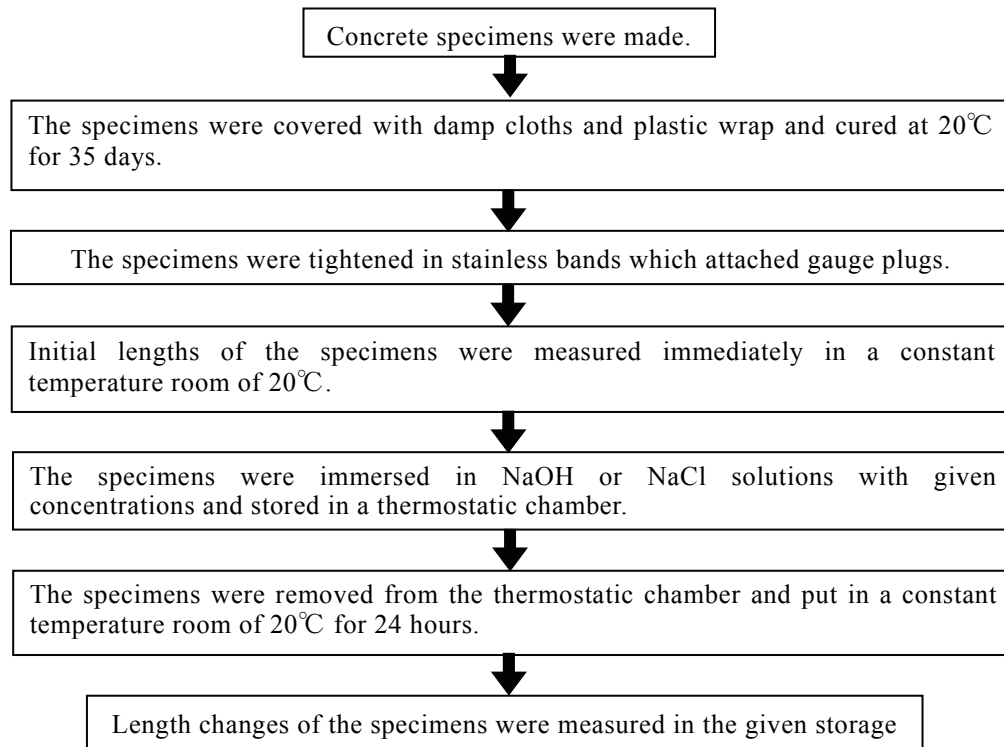 Concrete specimens were made.
The specimens were covered with damp cloths and plastic wrap and cured at 20℃
for 35 days.
The specimens were tightened in stainless bands which attached gauge plugs.
Initial lengths of the specimens were measured immediately in a constant
temperature room of 20℃.
The specimens were immersed in NaOH or NaCl solutions with given
concentrations and stored in a thermostatic chamber.
The specimens were removed from the thermostatic chamber and put in a constant
temperature room of 20℃ for 24 hours.
Length changes of the specimens were measured in the given storage